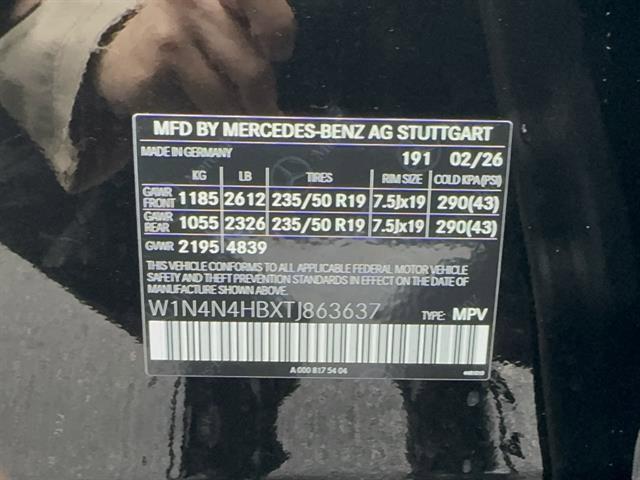 MFD BY MERCEDES-BENZ AG STUTTGART
MADE IN GERMANY 191 02/26
KG LB TIRES RIM SIZE COLD KPA(PSI)
GAWR FRONT 1185 2612 235/50 R19 7.5Jx19 290(43)
GAWR REAR 1055 2326 235/50 R19 7.5Jx19 290(43)
GVWR 2195 4839
THIS VEHICLE CONFORMS TO ALL APPLICABLE FEDERAL MOTOR VEHICLE
SAFETY AND THEFT PREVENTION STANDARDS IN EFFECT ON THE DATE OF
MANUFACTURE SHOWN ABOVE.
W1N4N4HBXTJ863637 TYPE: MPV
A 000 817 54 04